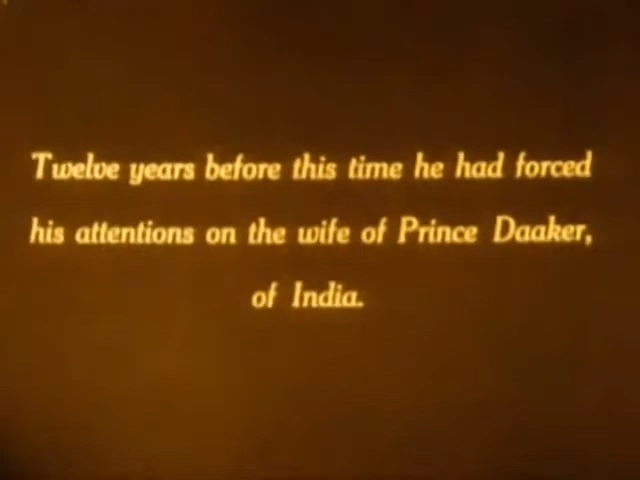 Twelve years before this time he had forced
his attentions on the wife of Prince Daaker,
of India.